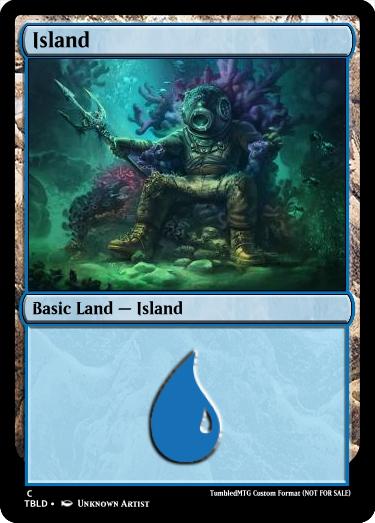 Island
Basic Land — Island
C
TBLD • Unknown Artist
TumbledMTG Custom Format (NOT FOR SALE)